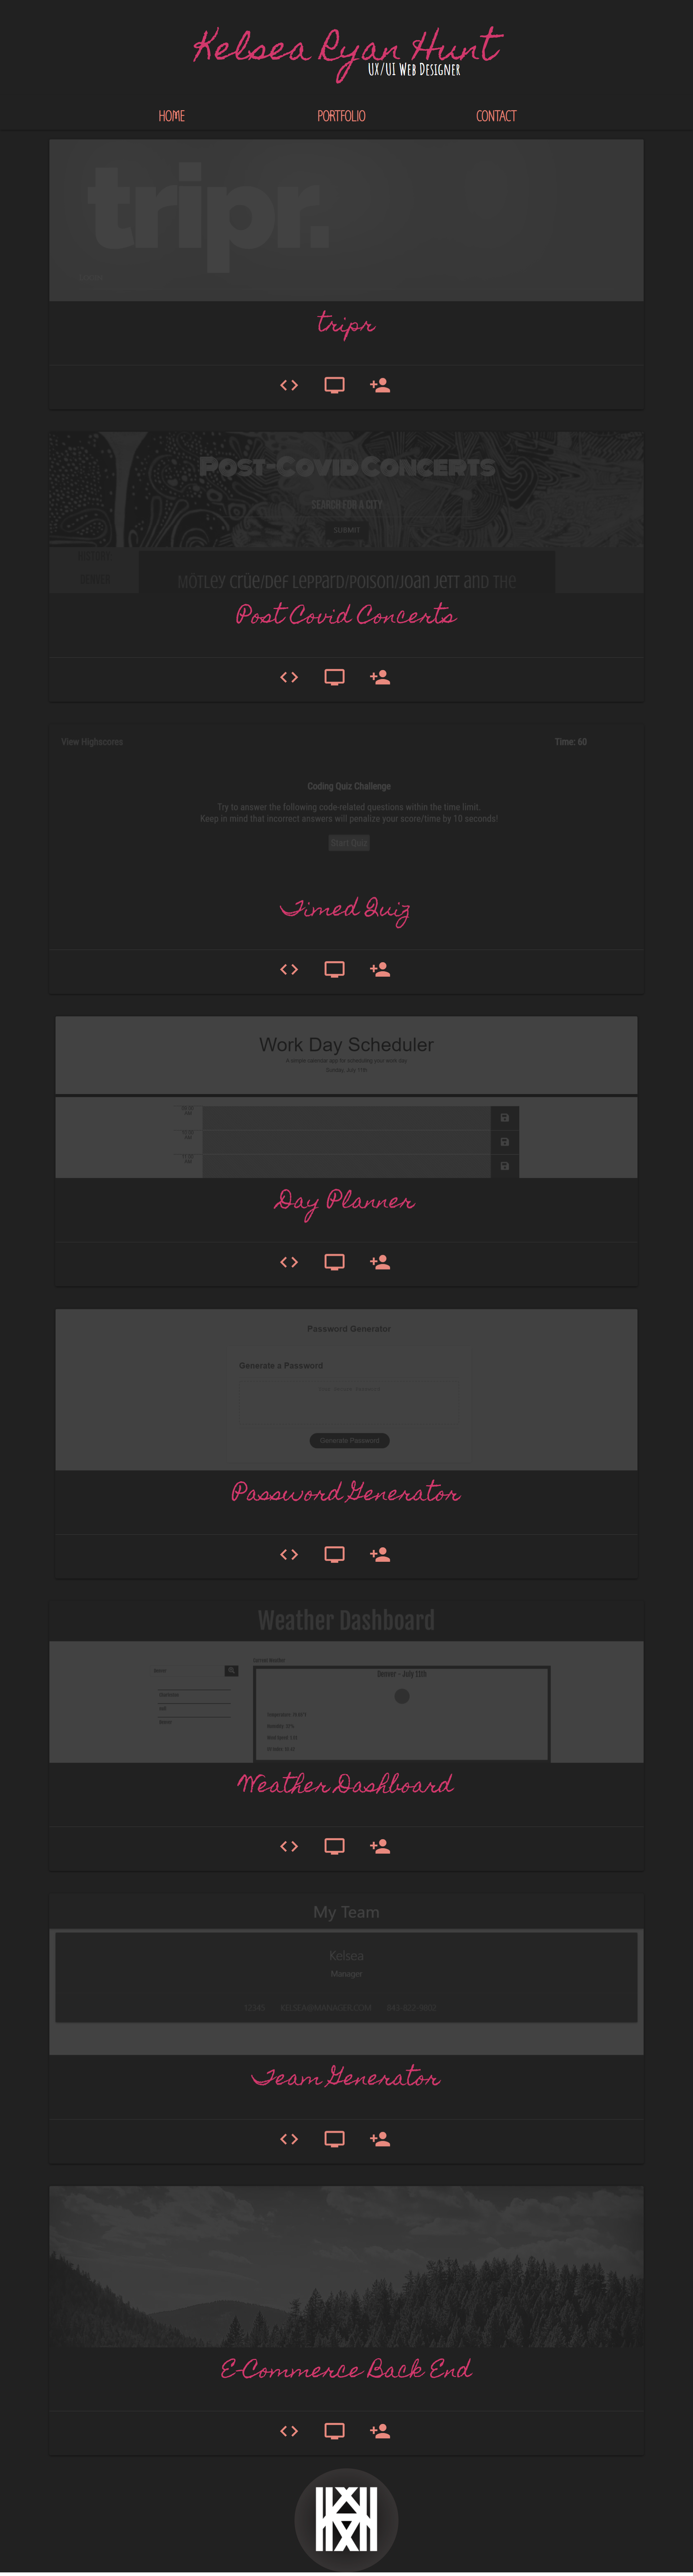 Kelsea Ryan Hunt
UX/UI Web Designer
HOME PORTFOLIO CONTACT
tripr.
tripr
Post-Covid Concerts
SEARCH FOR A CITY
SUBMIT
Mötley Crüe/Def Leppard/Poison/Joan Jett and the
Post Covid Concerts
View Highscores Time: 60
Coding Quiz Challenge
Try to answer the following code-related questions within the time limit.
Keep in mind that incorrect answers will penalize your score/time by 10 seconds!
Start Quiz
Timed Quiz
Work Day Scheduler
A simple calendar app for scheduling your work day
Sunday, July 11th
Day Planner
Password Generator
Generate a Password
Generate Password
Password Generator
Weather Dashboard
Denver - July 11th
Weather Dashboard
My Team
Kelsea
Manager
12345 KELSEA@MANAGER.COM
Team Generator
E-Commerce Back End